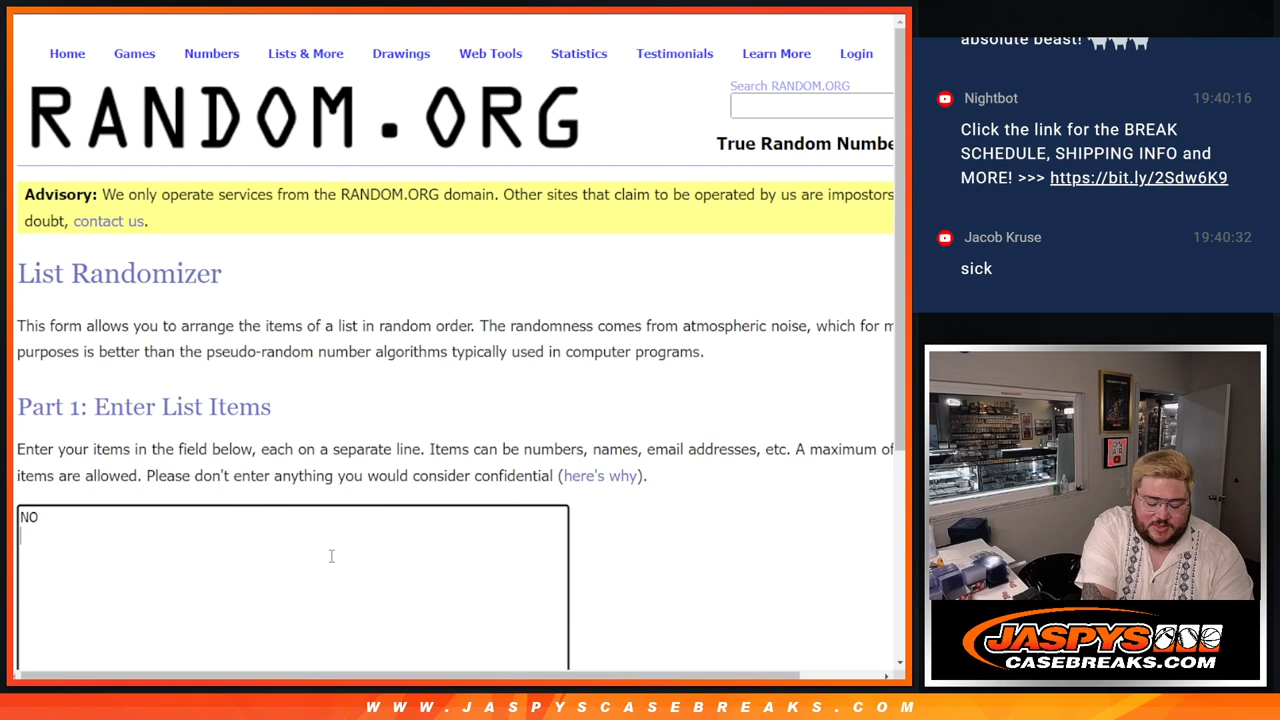 Home Games Numbers Lists & More Drawings Web Tools Statistics Testimonials Learn More Login
RANDOM.ORG
Search RANDOM.ORG
True Random Numbe
Advisory: We only operate services from the RANDOM.ORG domain. Other sites that claim to be operated by us are impostors
doubt, contact us.
List Randomizer
This form allows you to arrange the items of a list in random order. The randomness comes from atmospheric noise, which for m
purposes is better than the pseudo-random number algorithms typically used in computer programs.
Part 1: Enter List Items
Enter your items in the field below, each on a separate line. Items can be numbers, names, email addresses, etc. A maximum of
items are allowed. Please don't enter anything you would consider confidential (here's why).
NO
absolute beast!
Nightbot 19:40:16
Click the link for the BREAK
SCHEDULE, SHIPPING INFO and
MORE! >>> https://bit.ly/2Sdw6K9
Jacob Kruse 19:40:32
sick
ON
AIR
JASPYS
CASEBREAKS.COM
WWW.JASPYSCASEBREAKS.COM